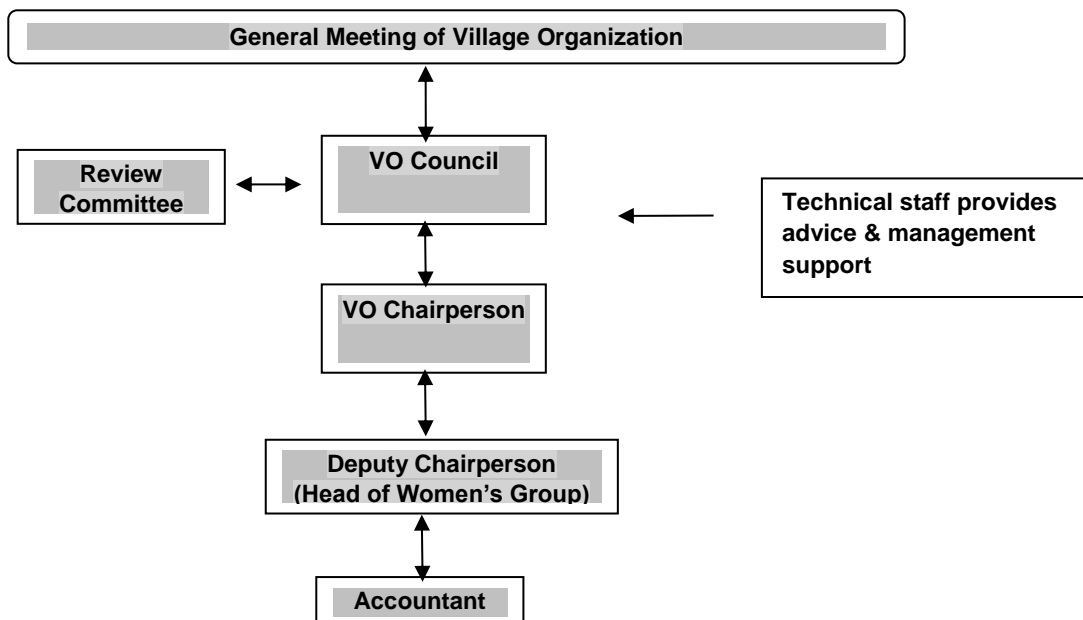 General Meeting of Village Organization
VO Council
Review
Committee
Technical staff provides
advice & management
support
VO Chairperson
Deputy Chairperson
(Head of Women’s Group)
Accountant